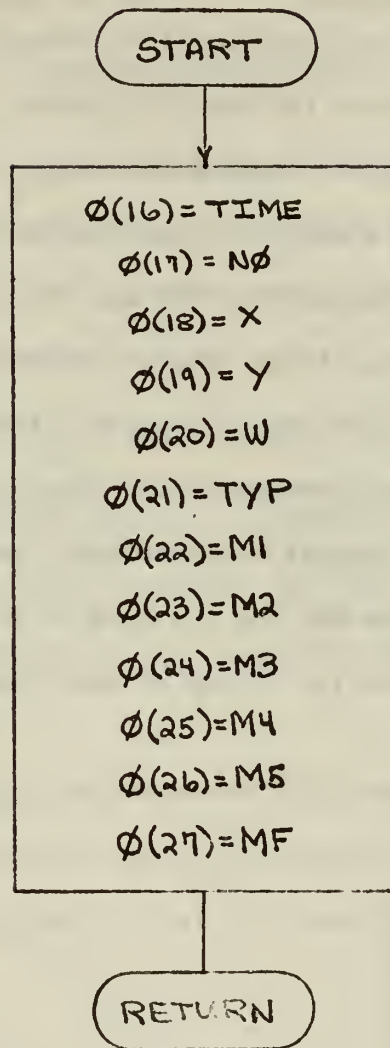 START
Ø(16) = TIME
Ø(17) = NØ
Ø(18) = X
Ø(19) = Y
Ø(20) = W
Ø(21) = TYP
Ø(22) = M1
Ø(23) = M2
Ø(24) = M3
Ø(25) = M4
Ø(26) = M5
Ø(27) = MF
RETURN